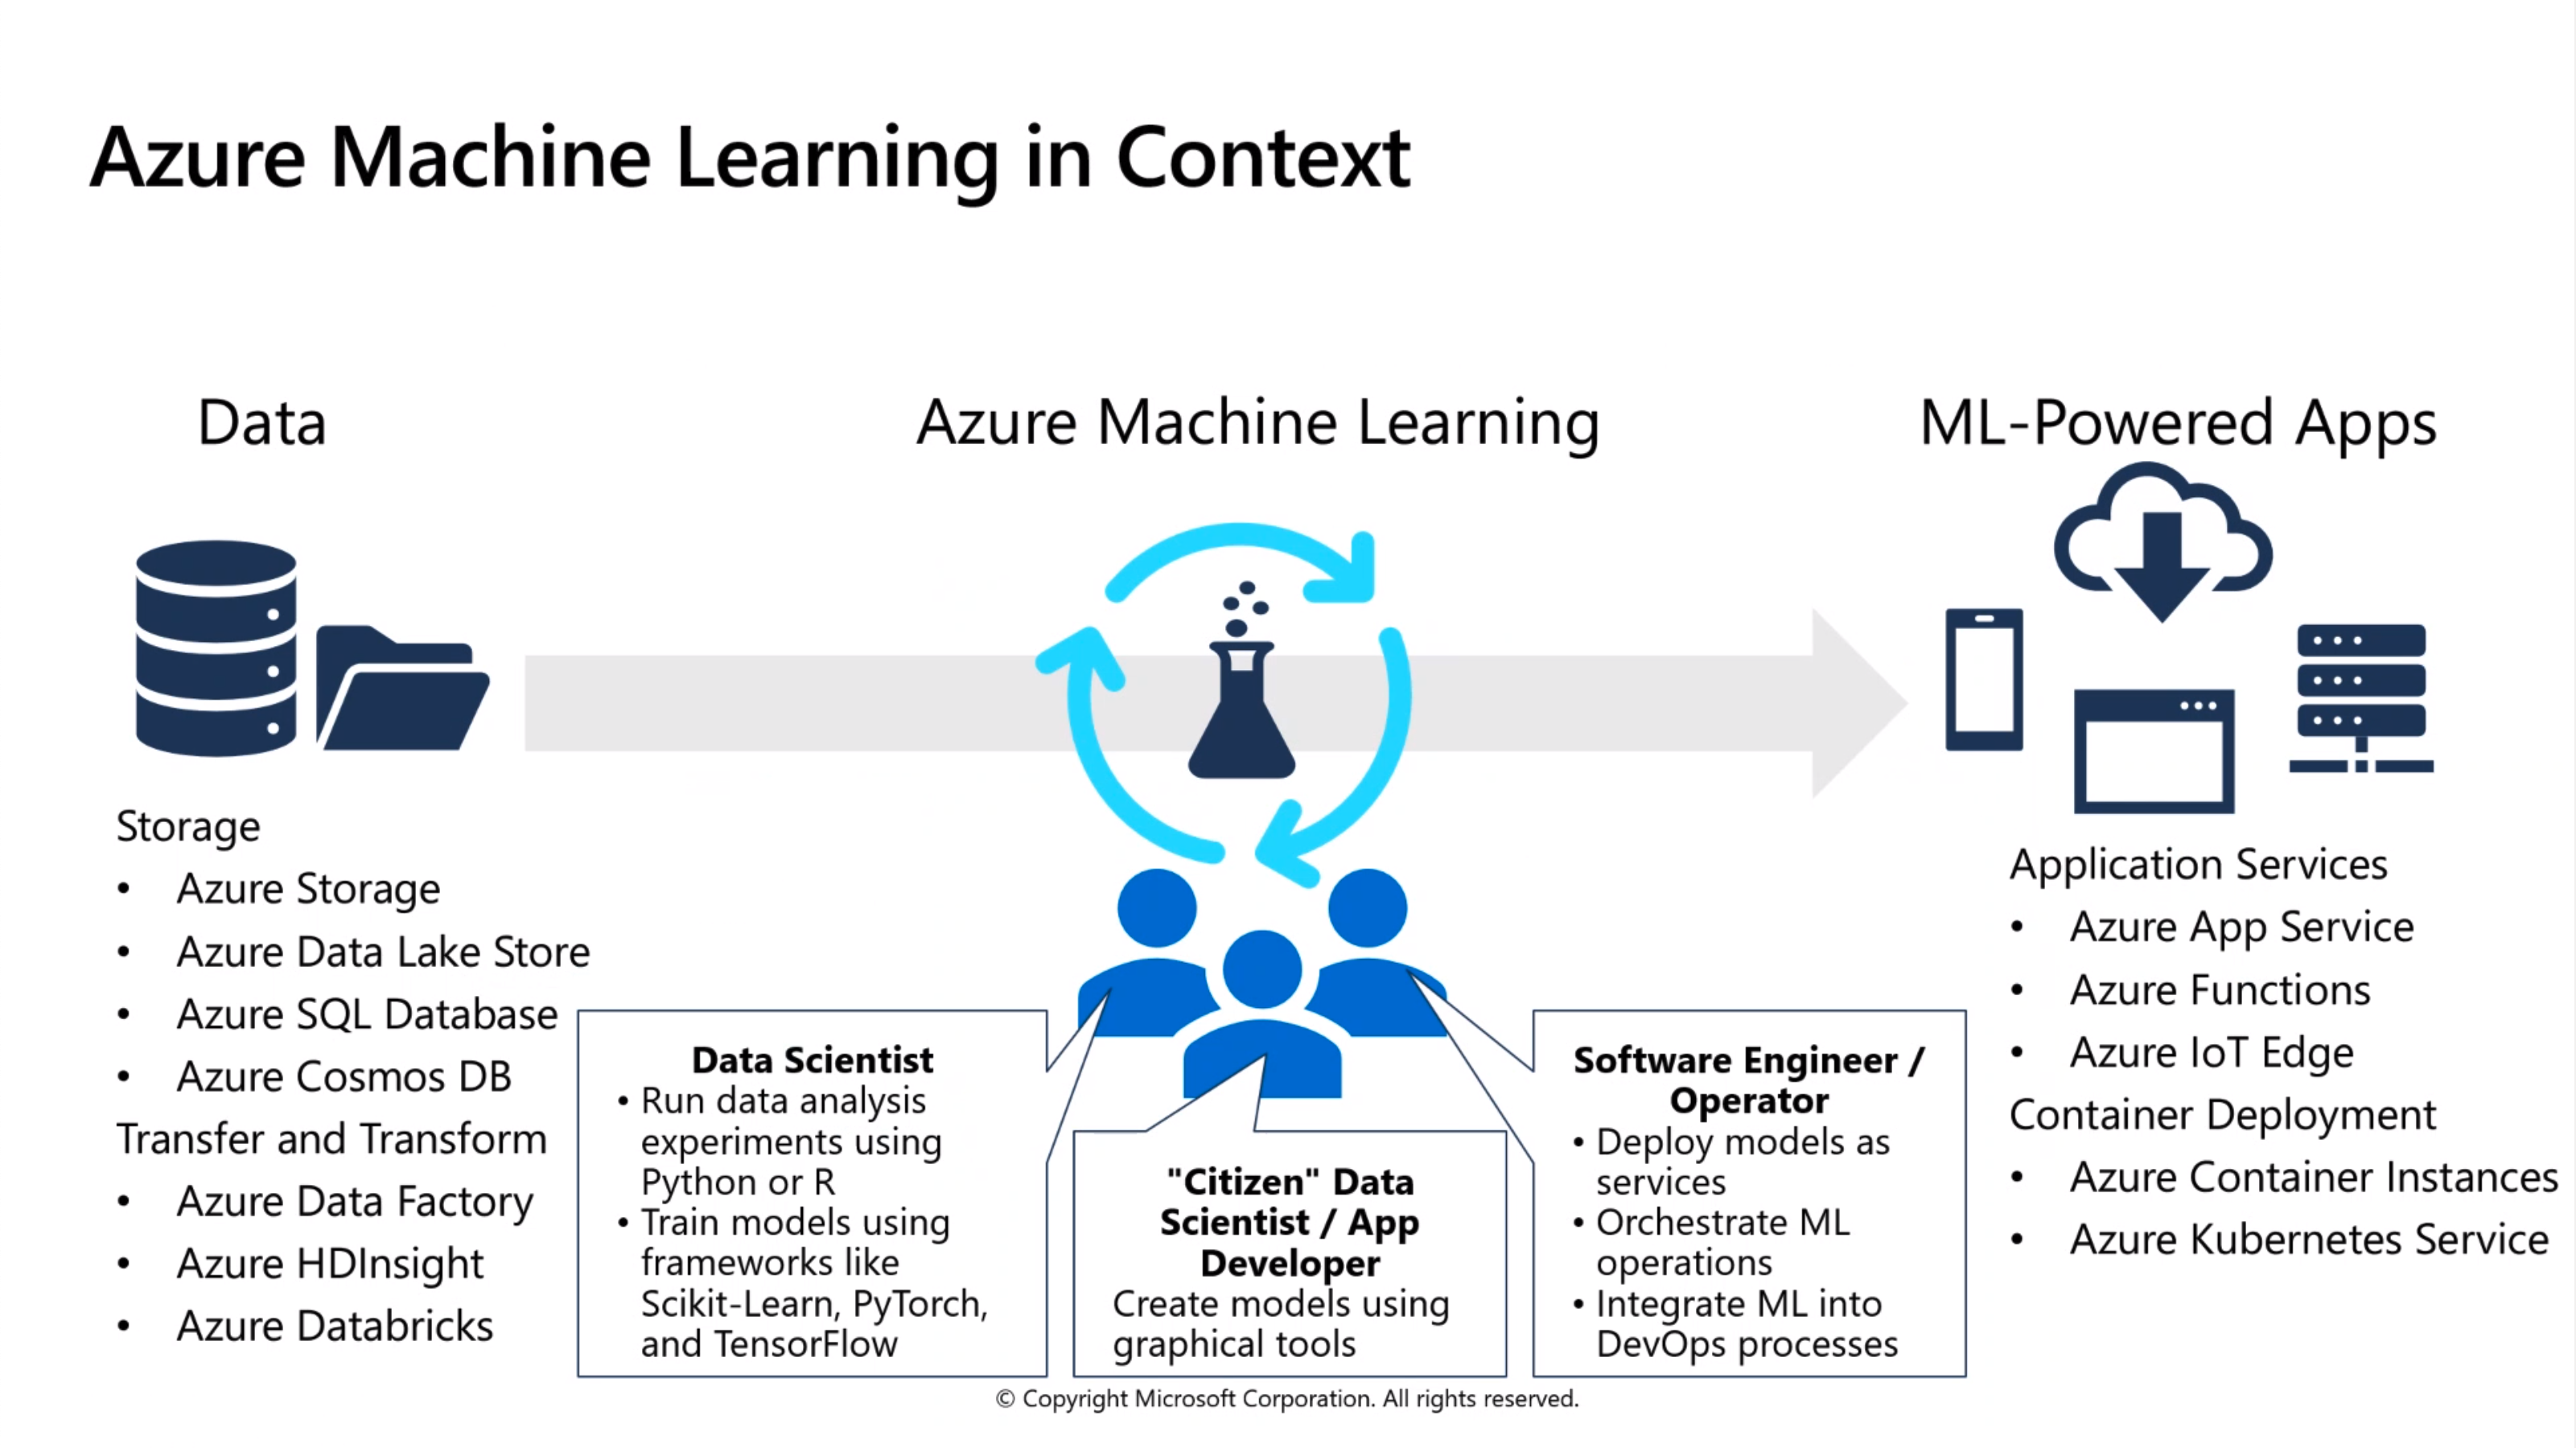 Azure Machine Learning in Context
Data
Azure Machine Learning
ML-Powered Apps
Storage
• Azure Storage
• Azure Data Lake Store
• Azure SQL Database
• Azure Cosmos DB
Transfer and Transform
• Azure Data Factory
• Azure HDInsight
• Azure Databricks
Data Scientist
• Run data analysis
experiments using
Python or R
• Train models using
frameworks like
Scikit-Learn, PyTorch,
and TensorFlow
"Citizen" Data
Scientist / App
Developer
Create models using
graphical tools
Software Engineer /
Operator
• Deploy models as
services
• Orchestrate ML
operations
• Integrate ML into
DevOps processes
Application Services
• Azure App Service
• Azure Functions
• Azure IoT Edge
Container Deployment
• Azure Container Instances
• Azure Kubernetes Service
© Copyright Microsoft Corporation. All rights reserved.